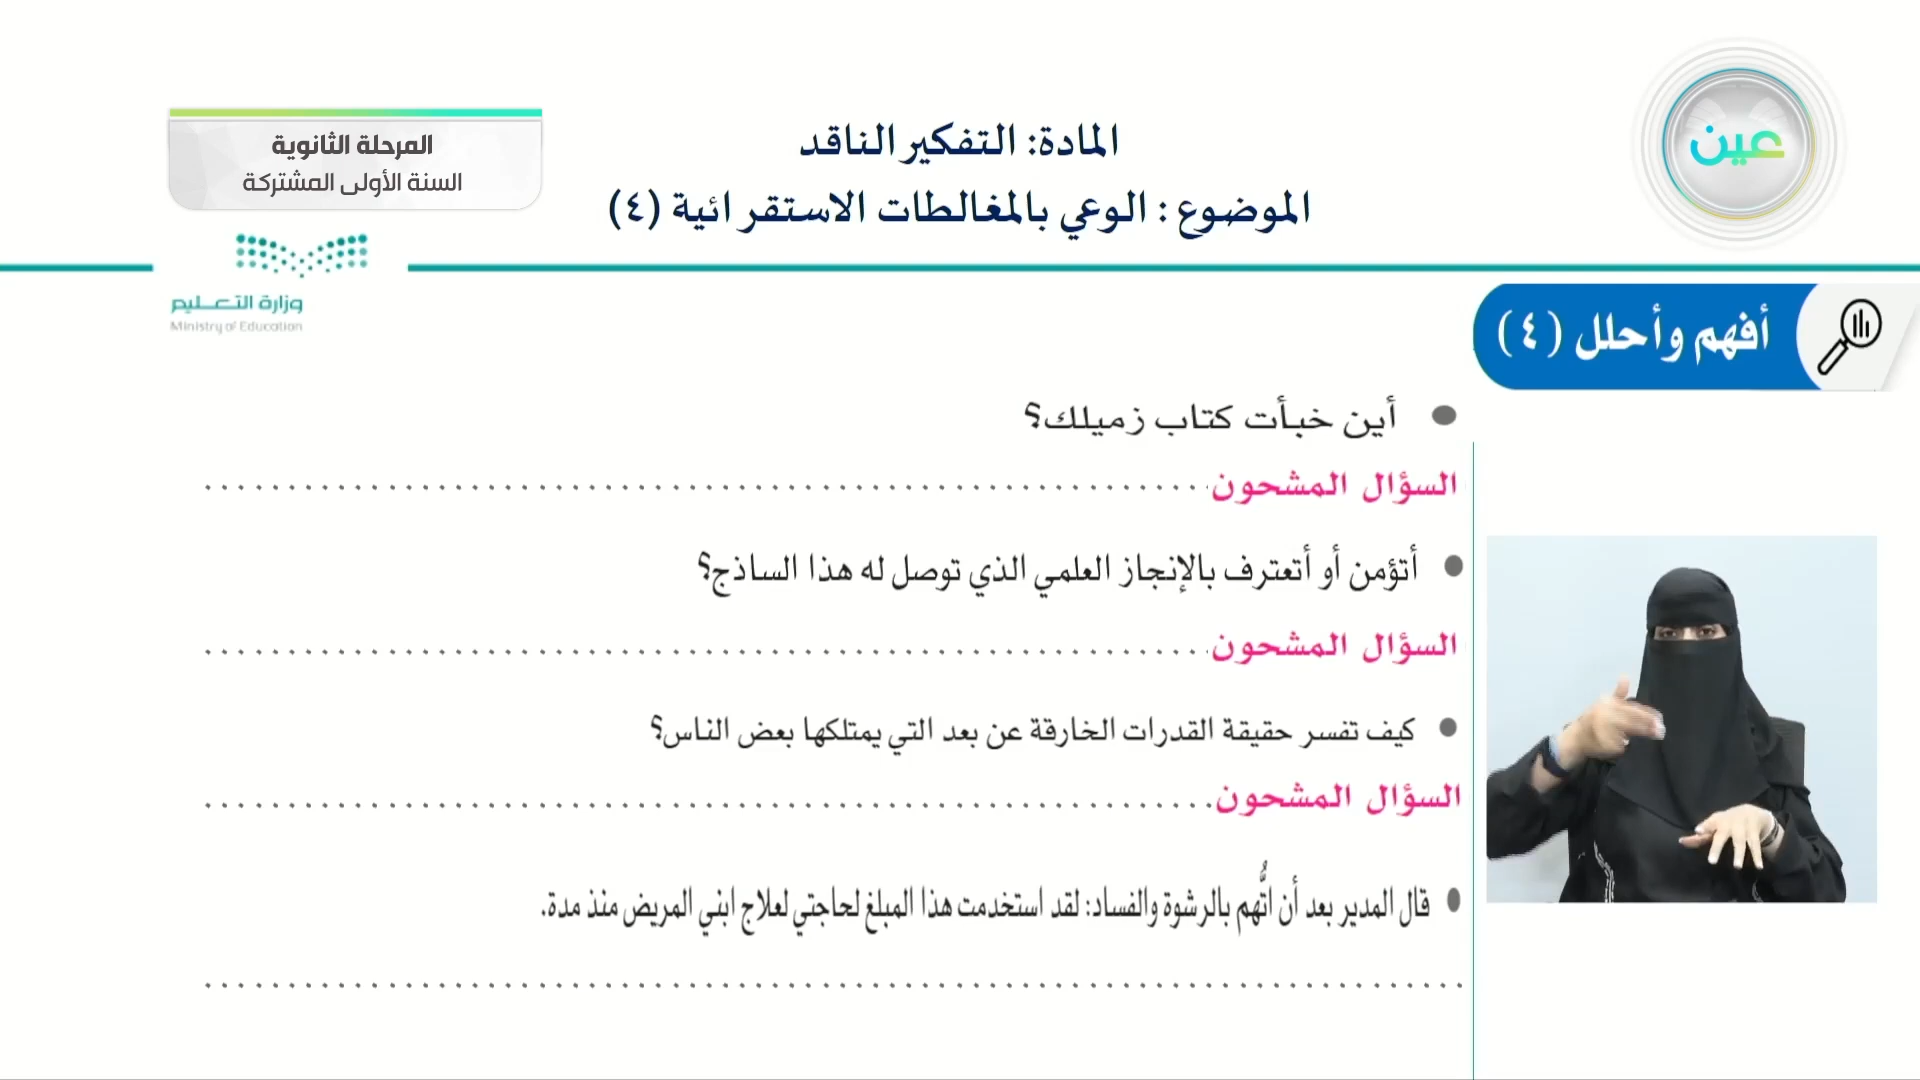 عين
المادة: التفكير الناقد
الموضوع : الوعي بالمغالطات الاستقرائية (٤)
المرحلة الثانوية
السنة الأولى المشتركة
وزارة التعـــليم
Ministry of Education
أفهم وأحلل (٤)
أين خبأت كتاب زميلك؟
السؤال المشحون
أتؤمن أو أتعترف بالإنجاز العلمي الذي توصل له هذا الساذج؟
السؤال المشحون
كيف تفسر حقيقة القدرات الخارقة عن بعد التي يمتلكها بعض الناس؟
السؤال المشحون
قال المدير بعد أن اتُّهم بالرشوة والفساد: لقد استخدمت هذا المبلغ لحاجتي لعلاج ابني المريض منذ مدة.